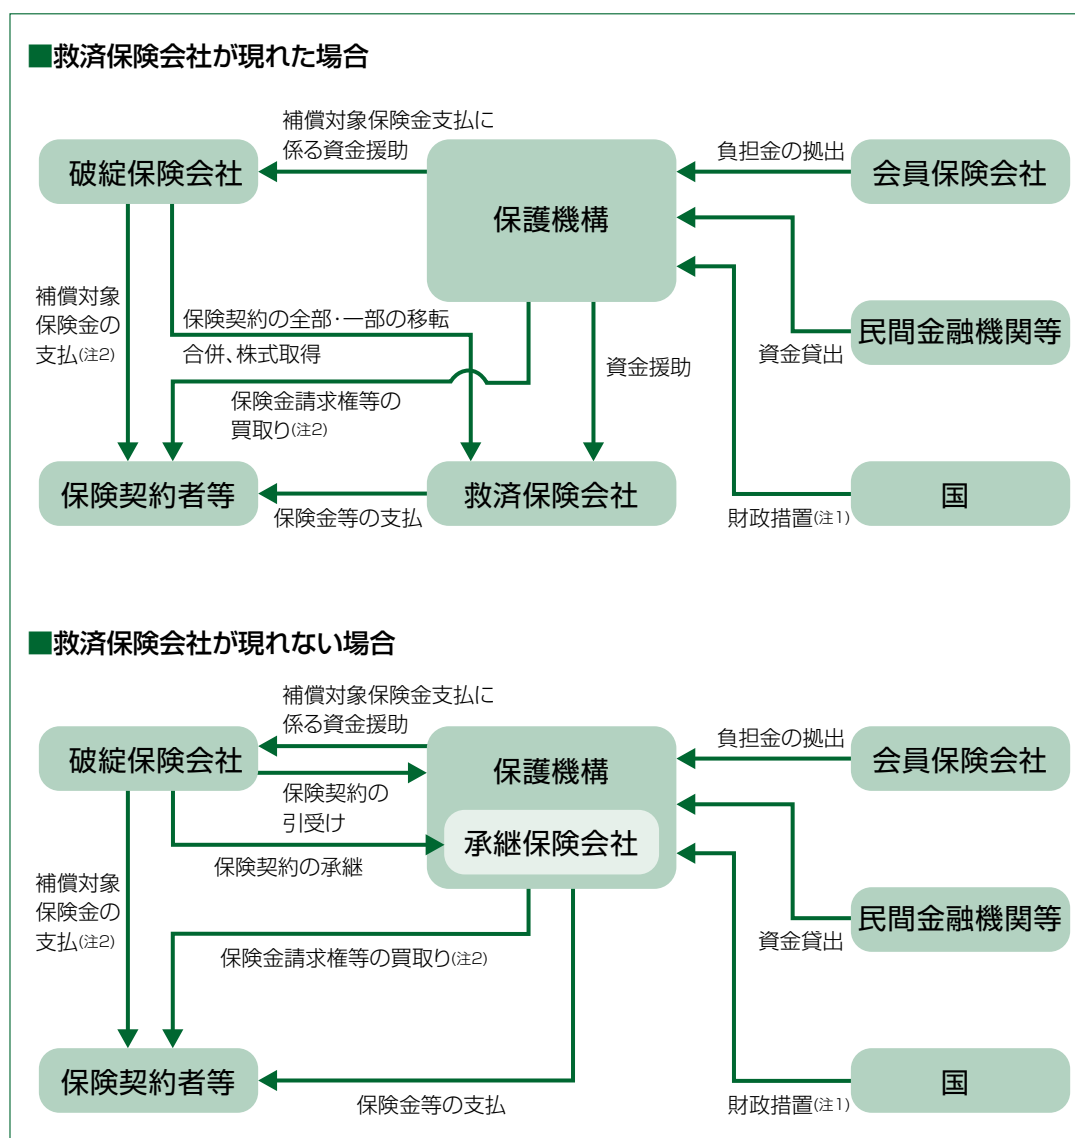 ■救済保険会社が現れた場合
補償対象保険金支払に
係る資金援助
負担金の拠出
破綻保険会社
保護機構
会員保険会社
補償対象
保険金の
支払(注2)
保険契約の全部・一部の移転
合併、株式取得
資金援助
民間金融機関等
資金貸出
保険金請求権等の
買取り(注2)
保険契約者等
救済保険会社
国
保険金等の支払
財政措置(注1)
■救済保険会社が現れない場合
補償対象保険金支払に
係る資金援助
負担金の拠出
破綻保険会社
保護機構
会員保険会社
保険契約の
引受け
承継保険会社
保険契約の承継
補償対象
保険金の
支払(注2)
民間金融機関等
資金貸出
保険金請求権等の買取り(注2)
保険契約者等
国
保険金等の支払
財政措置(注1)